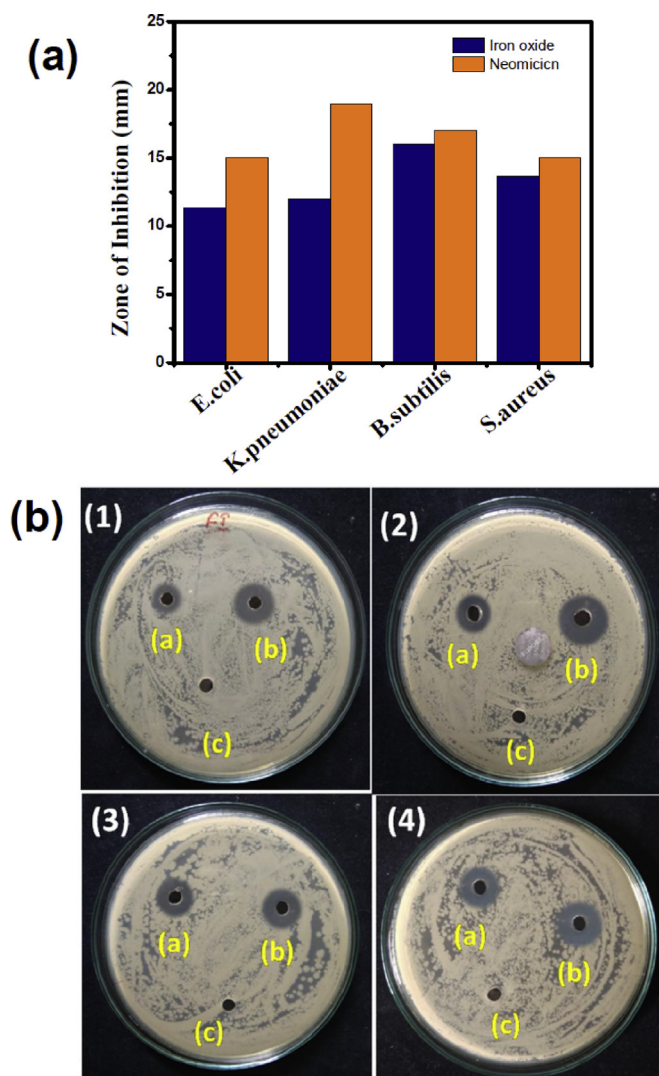 (a)
Iron oxide
Neomicicn
Zone of Inhibition (mm)
25
20
15
10
5
0
E.coli
K.pneumoniae
B.subtilis
S.aureus
(b)
(1)
(a)
(b)
(c)
(2)
(a)
(b)
(c)
(3)
(a)
(b)
(c)
(4)
(a)
(b)
(c)